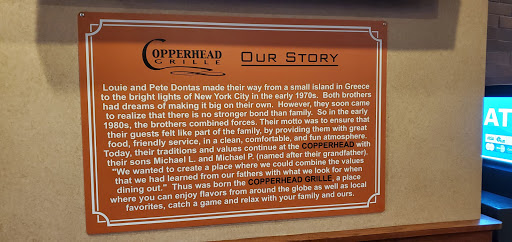 COPPERHEAD
GRILLE
OUR STORY
Louie and Pete Dontas made their way from a small island in Greece
to the bright lights of New York City in the early 1970s. Both brothers
had dreams of making it big on their own. However, they soon came
to realize that there is no stronger bond than family. So in the early
1980s, the brothers combined forces. Their motto was to ensure that
their guests felt like part of the family, by providing them with great
food, friendly service, in a clean, comfortable, and fun atmosphere.
Today, their traditions and values continue at the COPPERHEAD with
their sons Michael L. and Michael P. (named after their grandfather).
"We wanted to create a place where we could combine the values
that we had learned from our fathers with what we look for when
dining out." Thus was born the COPPERHEAD GRILLE, a place
where you can enjoy flavors from around the globe as well as local
favorites, catch a game and relax with your family and ours.
AT